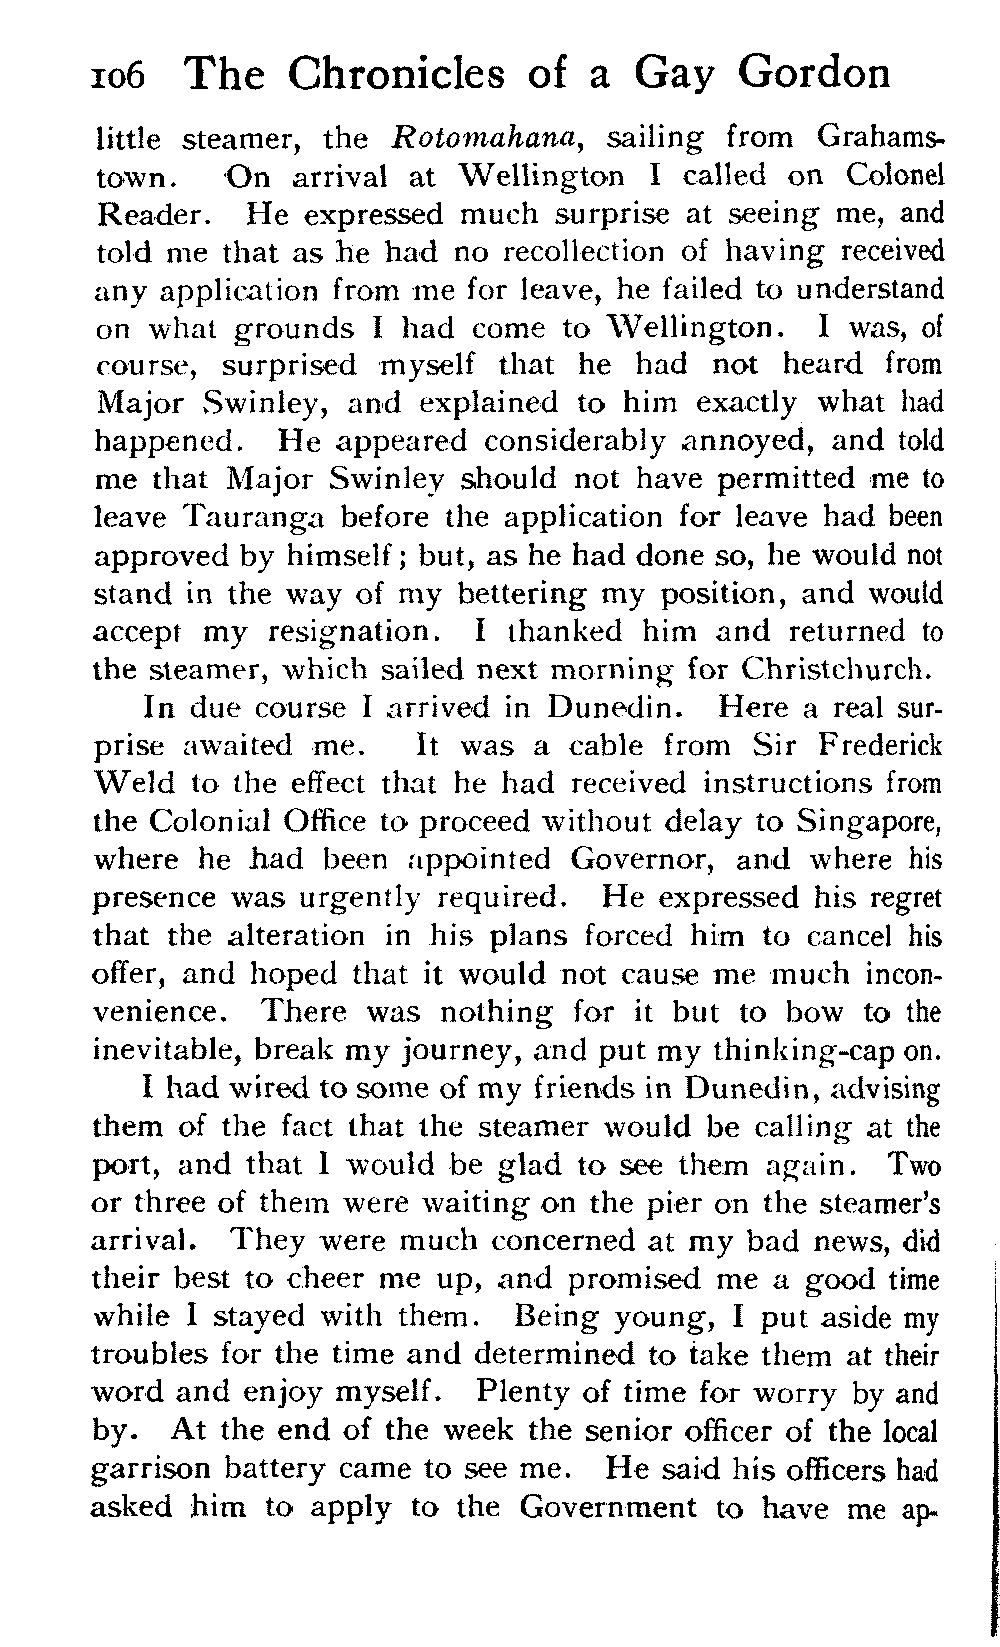 106 The Chronicles of a Gay Gordon
little steamer, the Rotomahana, sailing from Grahams-
town. On arrival at Wellington I called on Colonel
Reader. He expressed much surprise at seeing me, and
told me that as he had no recollection of having received
any application from me for leave, he failed to understand
on what grounds I had come to Wellington. I was, of
course, surprised myself that he had not heard from
Major Swinley, and explained to him exactly what had
happened. He appeared considerably annoyed, and told
me that Major Swinley should not have permitted me to
leave Tauranga before the application for leave had been
approved by himself; but, as he had done so, he would not
stand in the way of my bettering my position, and would
accept my resignation. I thanked him and returned to
the steamer, which sailed next morning for Christchurch.
In due course I arrived in Dunedin. Here a real sur-
prise awaited me. It was a cable from Sir Frederick
Weld to the effect that he had received instructions from
the Colonial Office to proceed without delay to Singapore,
where he had been appointed Governor, and where his
presence was urgently required. He expressed his regret
that the alteration in his plans forced him to cancel his
offer, and hoped that it would not cause me much incon-
venience. There was nothing for it but to bow to the
inevitable, break my journey, and put my thinking-cap on.
I had wired to some of my friends in Dunedin, advising
them of the fact that the steamer would be calling at the
port, and that I would be glad to see them again. Two
or three of them were waiting on the pier on the steamer's
arrival. They were much concerned at my bad news, did
their best to cheer me up, and promised me a good time
while I stayed with them. Being young, I put aside my
troubles for the time and determined to take them at their
word and enjoy myself. Plenty of time for worry by and
by. At the end of the week the senior officer of the local
garrison battery came to see me. He said his officers had
asked him to apply to the Government to have me ap-